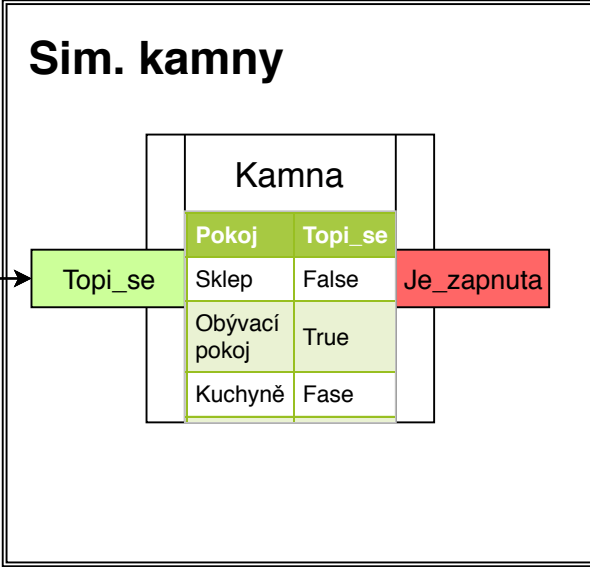 Sim. kamny
Kamna
Pokoj Topi_se
Topi_se
Sklep False
Je_zapnuta
Obývací
pokoj
True
Kuchyně Fase